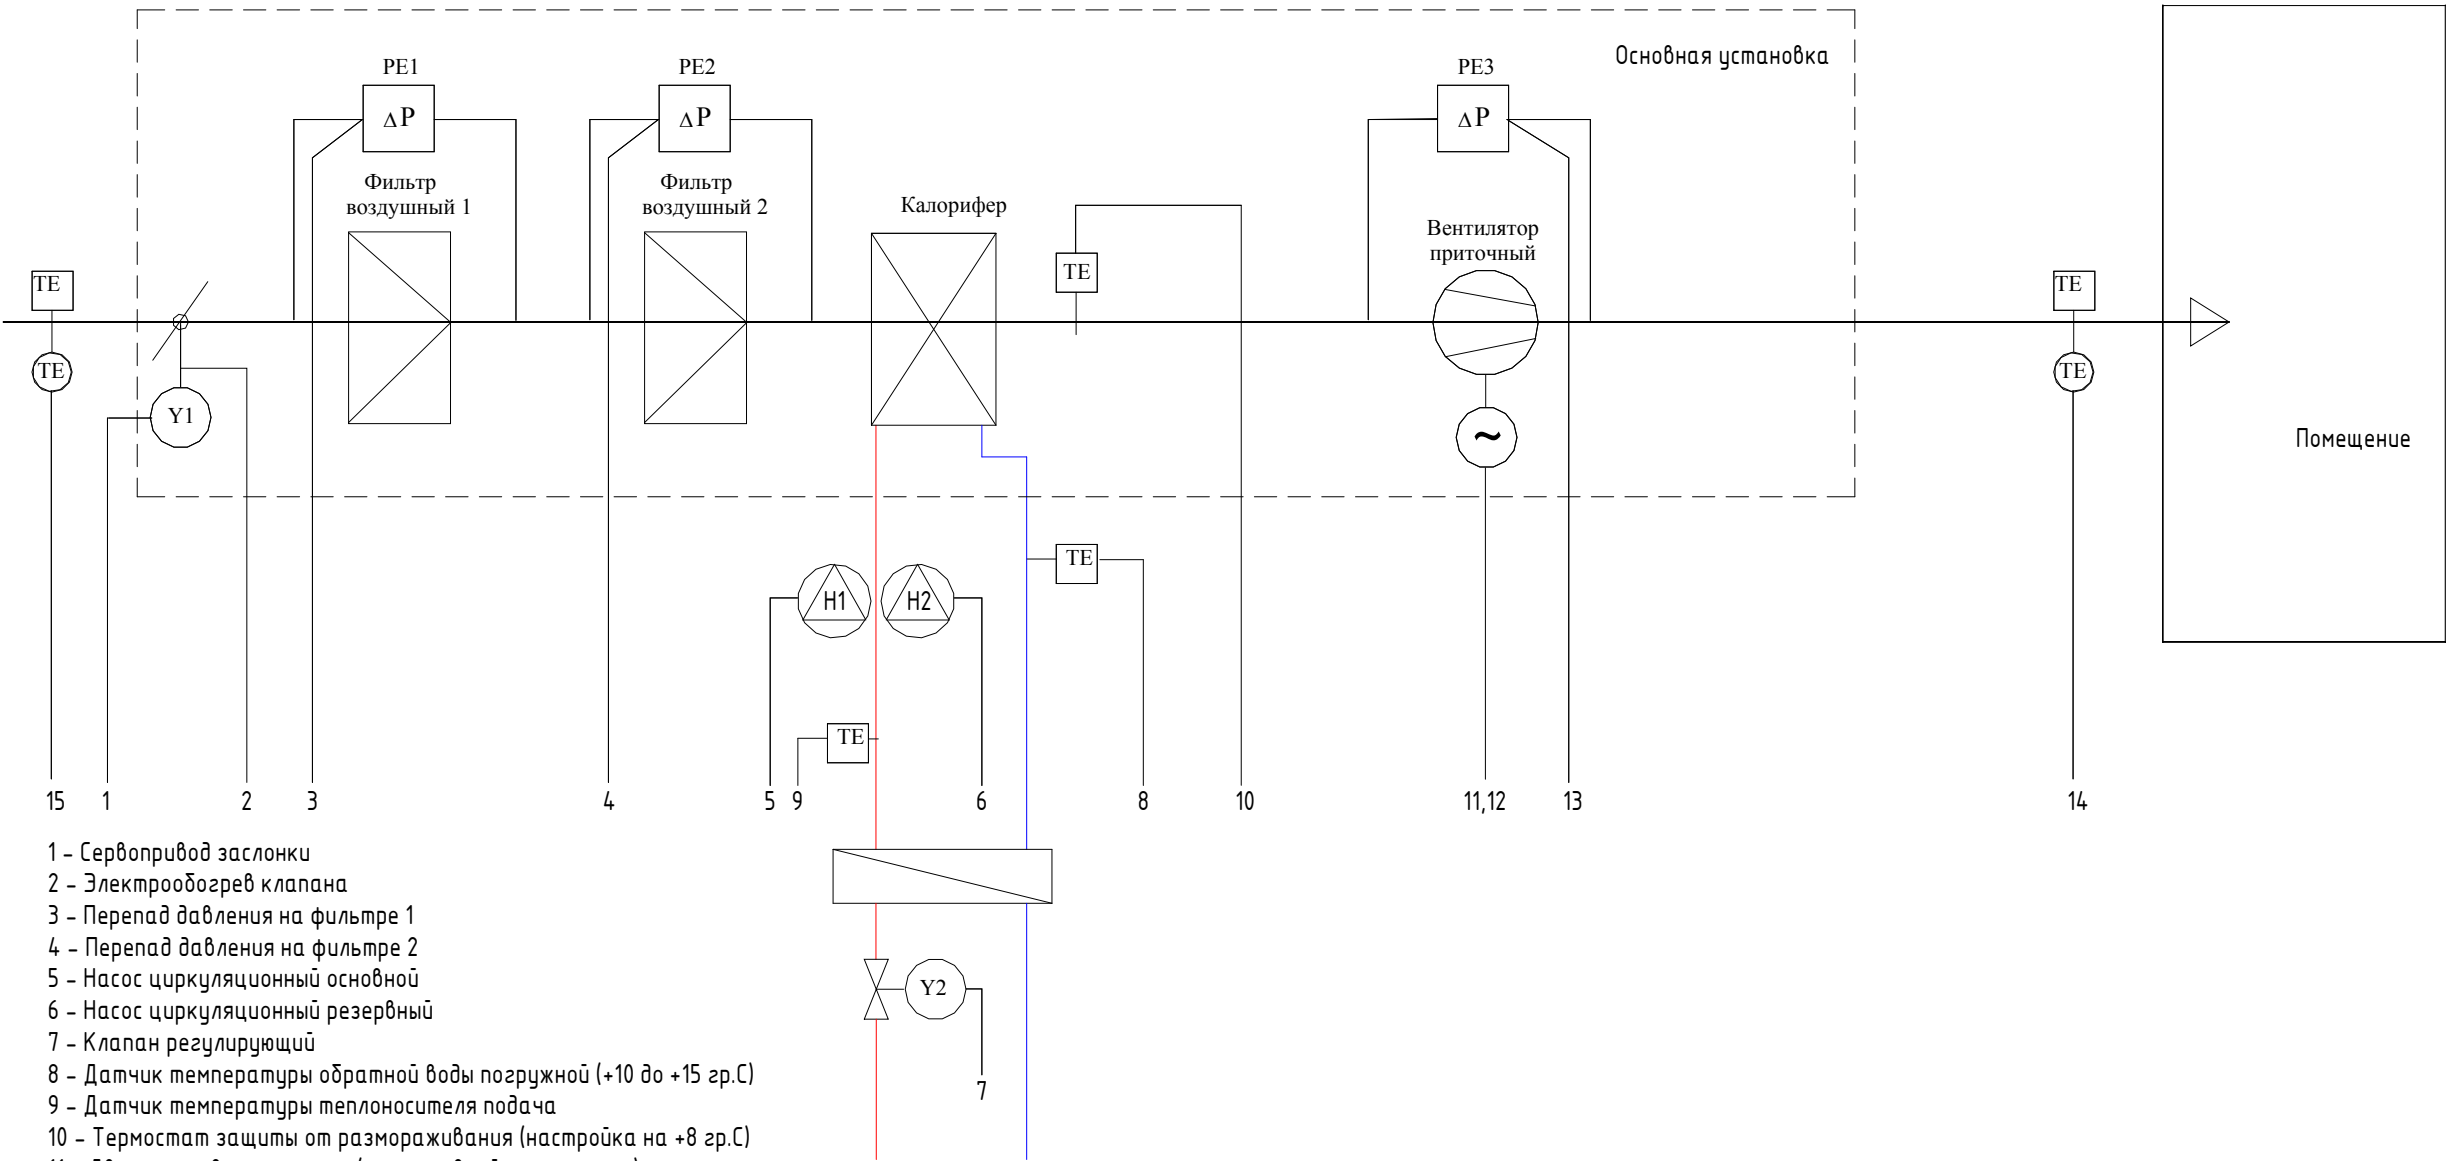 Основная установка
PE1
PE2
PE3
ΔP
ΔP
ΔP
Фильтр
воздушный 1
Фильтр
воздушный 2
Калорифер
Вентилятор
приточный
TE
TE
TE
TE
TE
Y1
~
Помещение
TE
H1
H2
TE
15
1
2
3
4
5
9
6
8
10
11,12
13
14
1 – Сервопривод заслонки
2 – Электрообогрев клапана
3 – Перепад давления на фильтре 1
4 – Перепад давления на фильтре 2
5 – Насос циркуляционный основной
6 – Насос циркуляционный резервный
Y2
7 – Клапан регулирующий
8 – Датчик температуры обратной воды погружной (+10 до +15 гр.С)
7
9 – Датчик температуры теплоносителя подача
10 – Термостат защиты от размораживания (настройка на +8 гр.С)